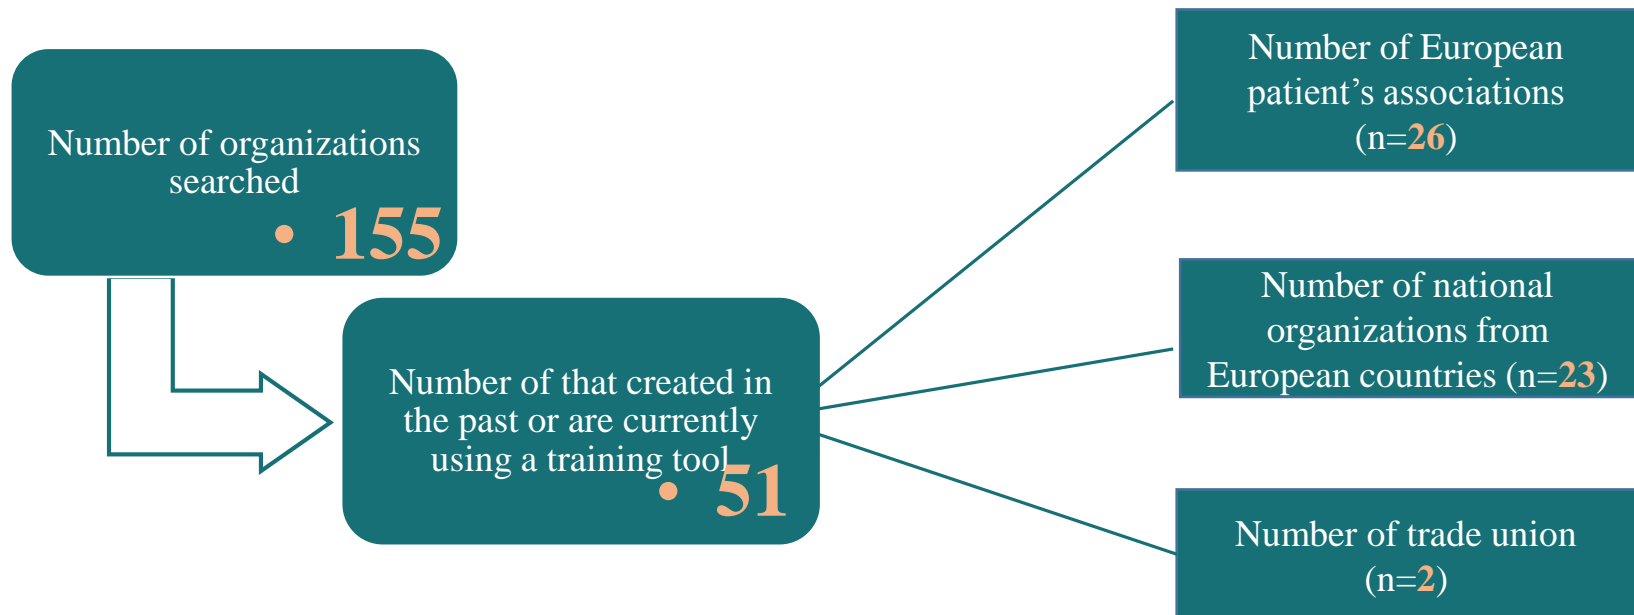 Number of organizations
searched
• 155
Number of that created in
the past or are currently
using a training tool
• 51
Number of European
patient’s associations
(n=26)
Number of national
organizations from
European countries (n=23)
Number of trade union
(n=2)